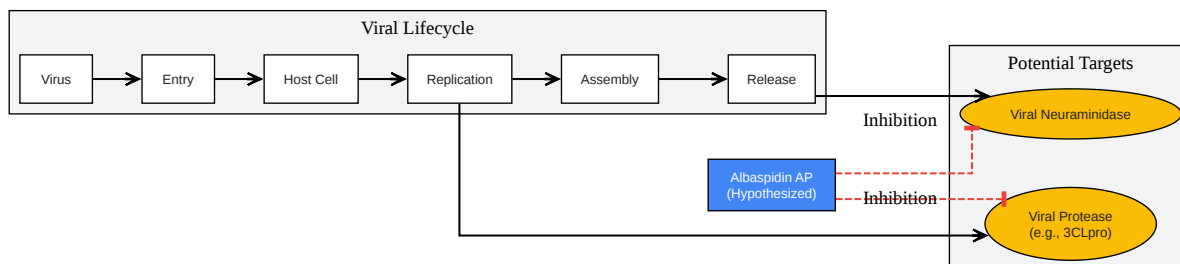 Viral Lifecycle
Virus
Entry
Host Cell
Replication
Assembly
Release
Potential Targets
Viral Neuraminidase
Inhibition
Albaspidin AP
(Hypothesized)
Inhibition
Viral Protease
(e.g., 3CLpro)